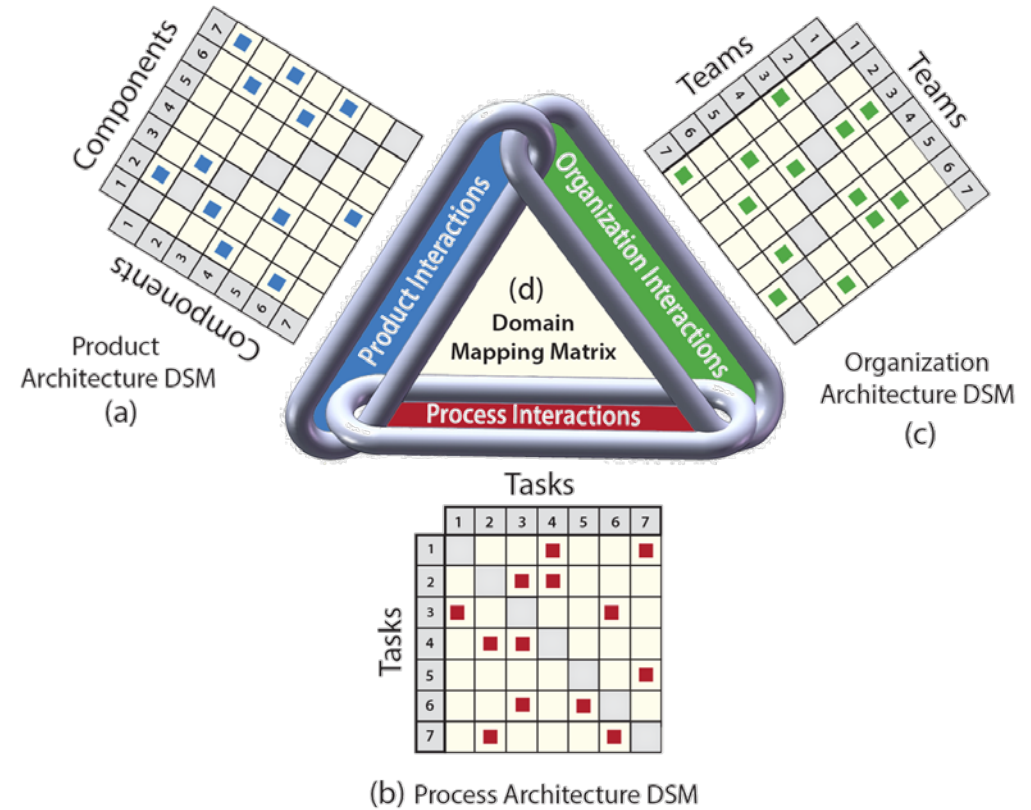 Components
7
6
5
4
3
2
1
1
2
3
4
5
6
7
Components
Product
Architecture DSM
(a)
Teams
7
6
5
4
3
2
1
Teams
1
2
3
4
5
6
7
Organization
Architecture DSM
(c)
Product Interactions
Organization Interactions
(d)
Domain
Mapping Matrix
Process Interactions
Tasks
1 2 3 4 5 6 7
Tasks
1
2
3
4
5
6
7
(b) Process Architecture DSM